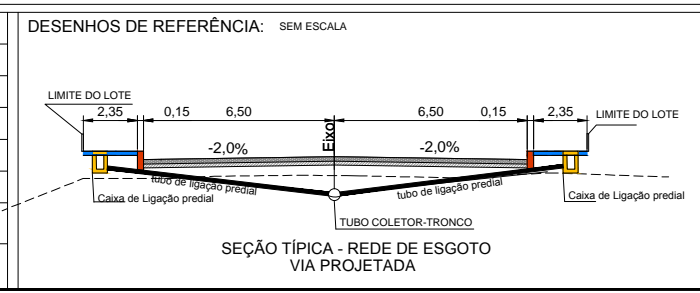 DESENHOS DE REFERÊNCIA: SEM ESCALA
LIMITE DO LOTE
2,35 0,15 6,50 6,50 0,15 2,35
LIMITE DO LOTE
Eixo
-2,0% -2,0%
tubo de ligação predial
tubo de ligação predial
Caixa de Ligação predial
Caixa de Ligação predial
TUBO COLETOR-TRONCO
SEÇÃO TÍPICA - REDE DE ESGOTO
VIA PROJETADA